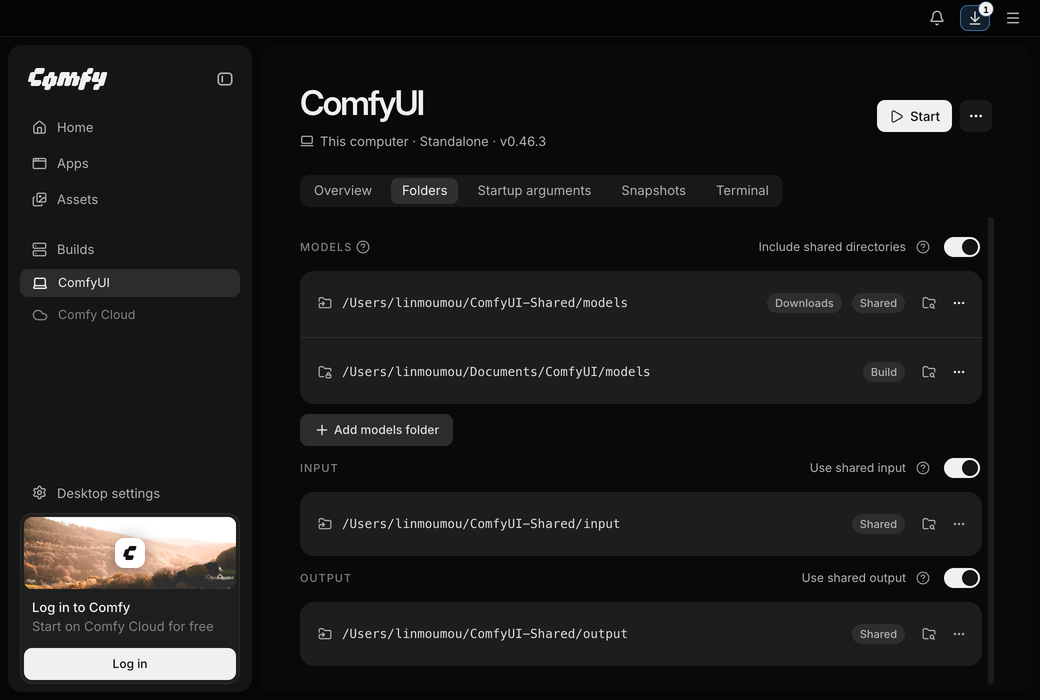 1
Comfy
Home
Apps
Assets
Builds
ComfyUI
Comfy Cloud
Desktop settings
Log in to Comfy
Start on Comfy Cloud for free
Log in
ComfyUI
This computer · Standalone · v0.46.3
Start
Overview Folders Startup arguments Snapshots Terminal
MODELS Include shared directories
/Users/linmoumou/ComfyUI-Shared/models Downloads Shared
/Users/linmoumou/Documents/ComfyUI/models Build
+ Add models folder
INPUT Use shared input
/Users/linmoumou/ComfyUI-Shared/input Shared
OUTPUT Use shared output
/Users/linmoumou/ComfyUI-Shared/output Shared